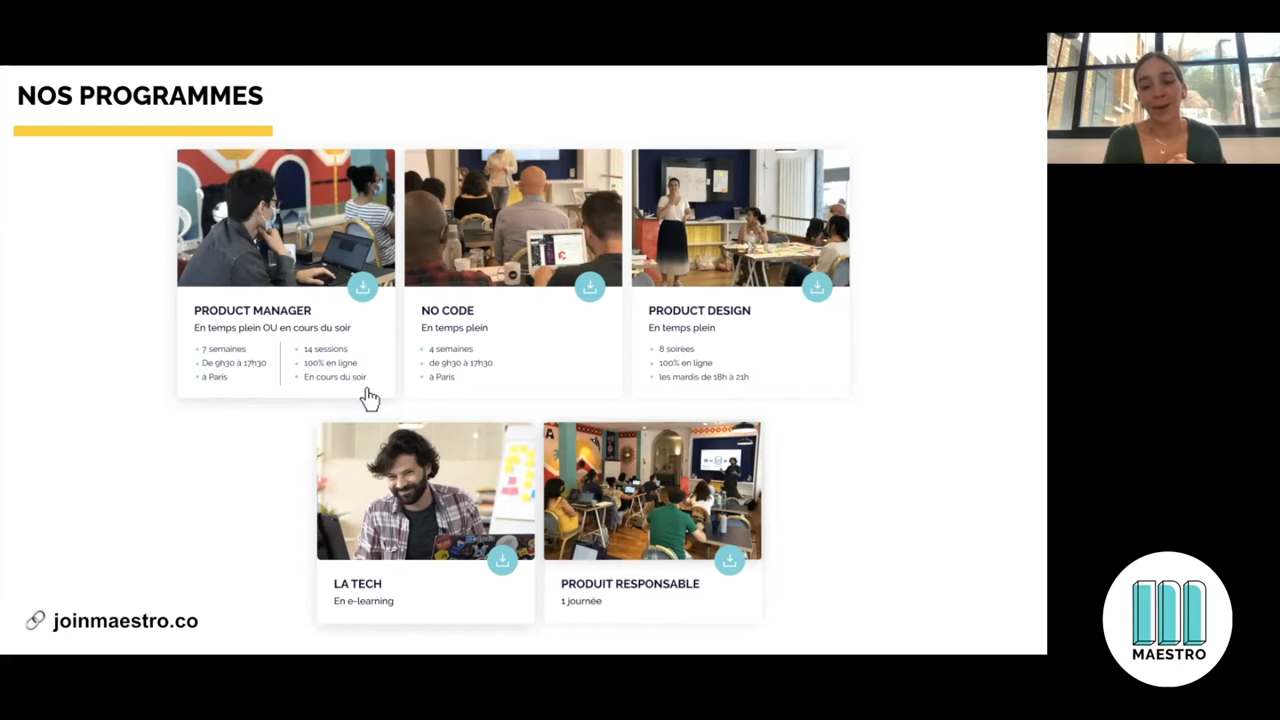 NOS PROGRAMMES
PRODUCT MANAGER
En temps plein OU en cours du soir
7 semaines
De 9h30 à 17h30
à Paris
14 sessions
100% en ligne
En cours du soir
NO CODE
En temps plein
4 semaines
de 9h30 à 17h30
à Paris
PRODUCT DESIGN
En temps plein
8 soirées
100% en ligne
les mardis de 18h à 21h
LA TECH
En e-learning
PRODUIT RESPONSABLE
1 journée
joinmaestro.co
MAESTRO